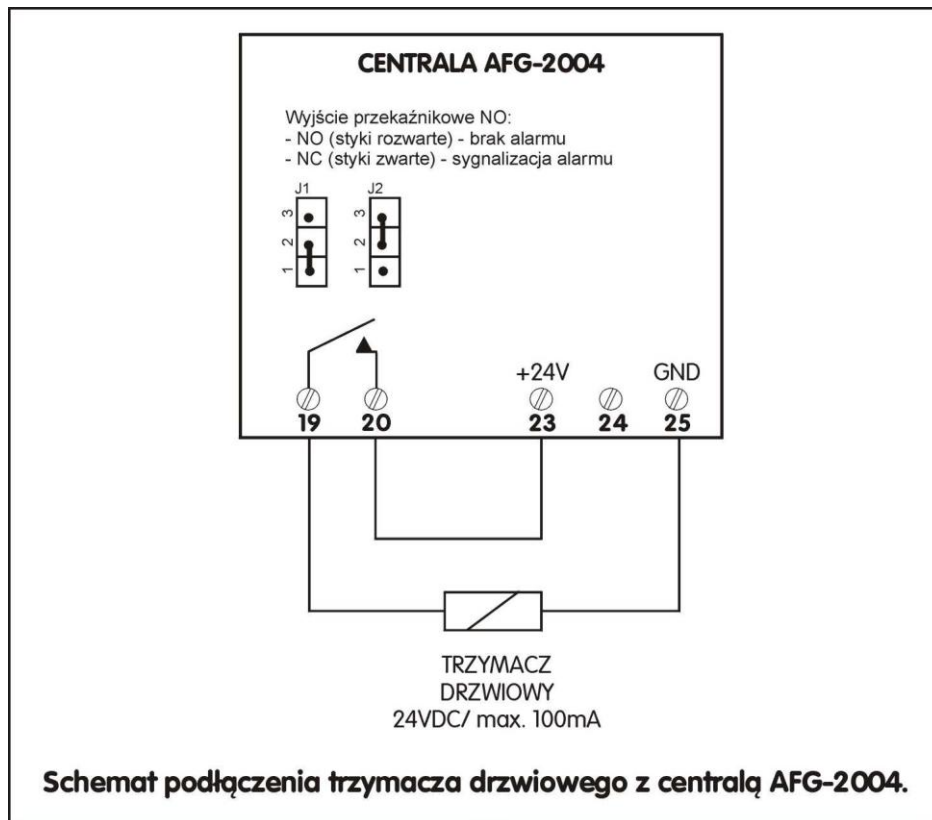 CENTRALA AFG-2004
Wyjście przekaźnikowe NO:
- NO (styki rozwarte) - brak alarmu
- NC (styki zwarte) - sygnalizacja alarmu
J1 J2
3 3
2 2
1 1
+24V GND
19 20 23 24 25
TRZYMACZ
DRZWIOWY
24VDC/ max. 100mA
Schemat podłączenia trzymacza drzwiowego z centralą AFG-2004.